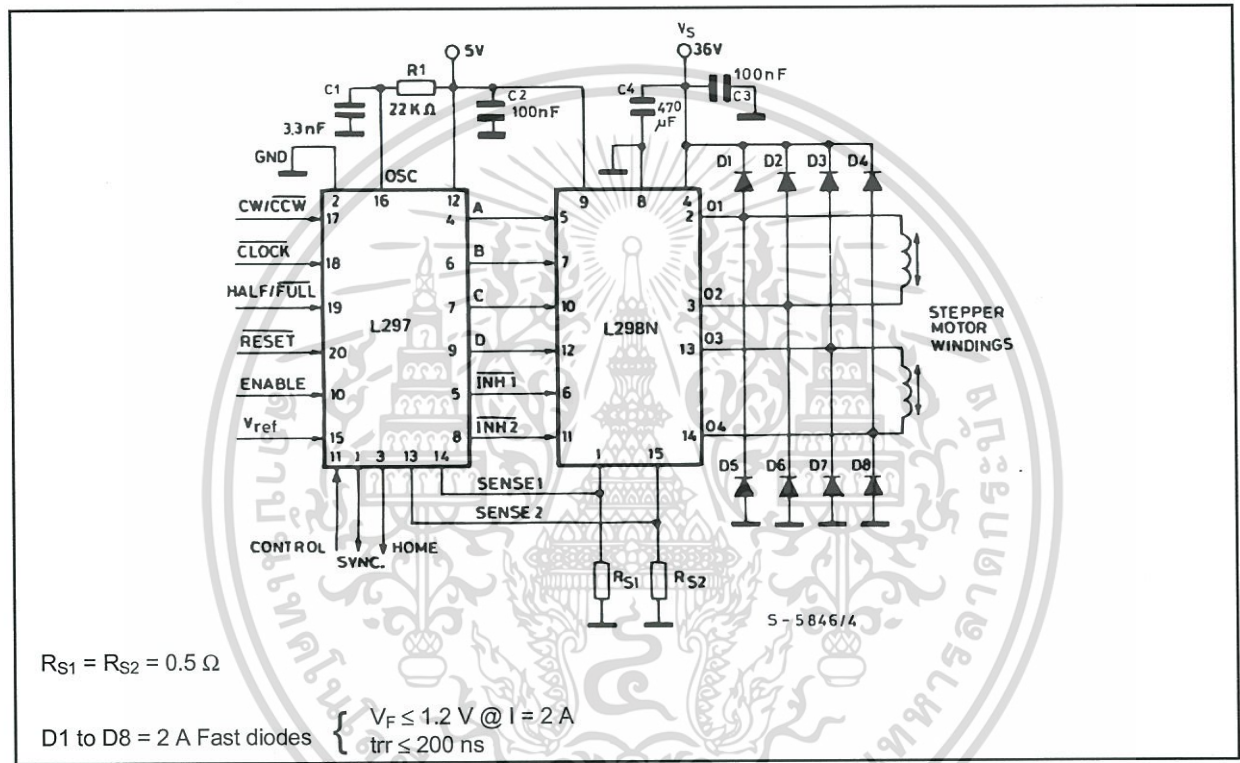 5V
Vs
36V
R1
C1
22KΩ
3.3nF
C2
100nF
C4
470
µF
100nF
C3
GND
OSC
D1 D2 D3 D4
2 16 12
9 8 4
CW/CCW 17
4 A 5
2 O1
CLOCK 18
6 B 7
HALF/FULL 19
7 C 10
3 O2
L297
L298N
STEPPER
MOTOR
WINDINGS
RESET 20
9 D 12
13 O3
ENABLE 10
5 INH1 6
Vref 15
8 INH2 11
14 O4
11 1 3 13 14
1 15
D5 D6 D7 D8
SENSE1
SENSE2
CONTROL
SYNC.
HOME
RS1 RS2
S-5846/4
RS1 = RS2 = 0.5 Ω
D1 to D8 = 2 A Fast diodes {
VF ≤ 1.2 V @ I = 2 A
trr ≤ 200 ns